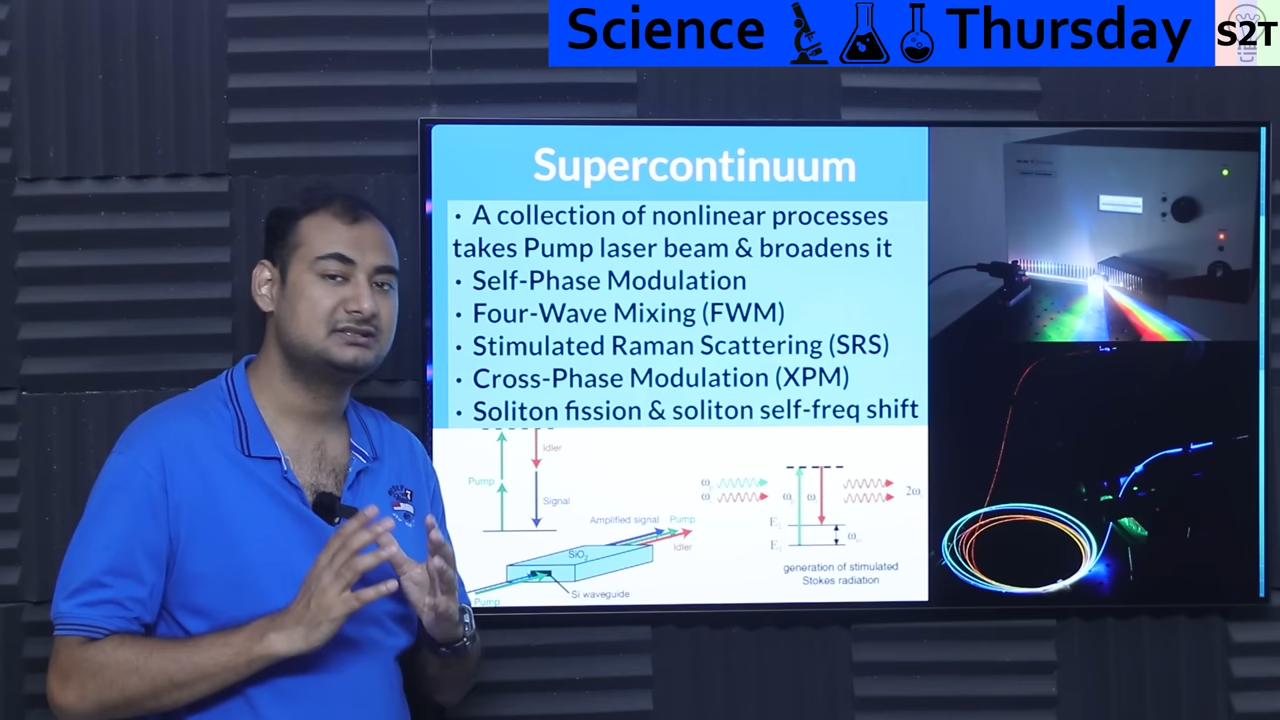 Science Thursday
S2T
Supercontinuum
· A collection of nonlinear processes
takes Pump laser beam & broadens it
· Self-Phase Modulation
· Four-Wave Mixing (FWM)
· Stimulated Raman Scattering (SRS)
· Cross-Phase Modulation (XPM)
· Soliton fission & soliton self-freq shift
Idler
Pump
Signal
Amplified signal
Pump
Idler
SiO₂
Si waveguide
Pump
2ω
generation of stimulated
Stokes radiation